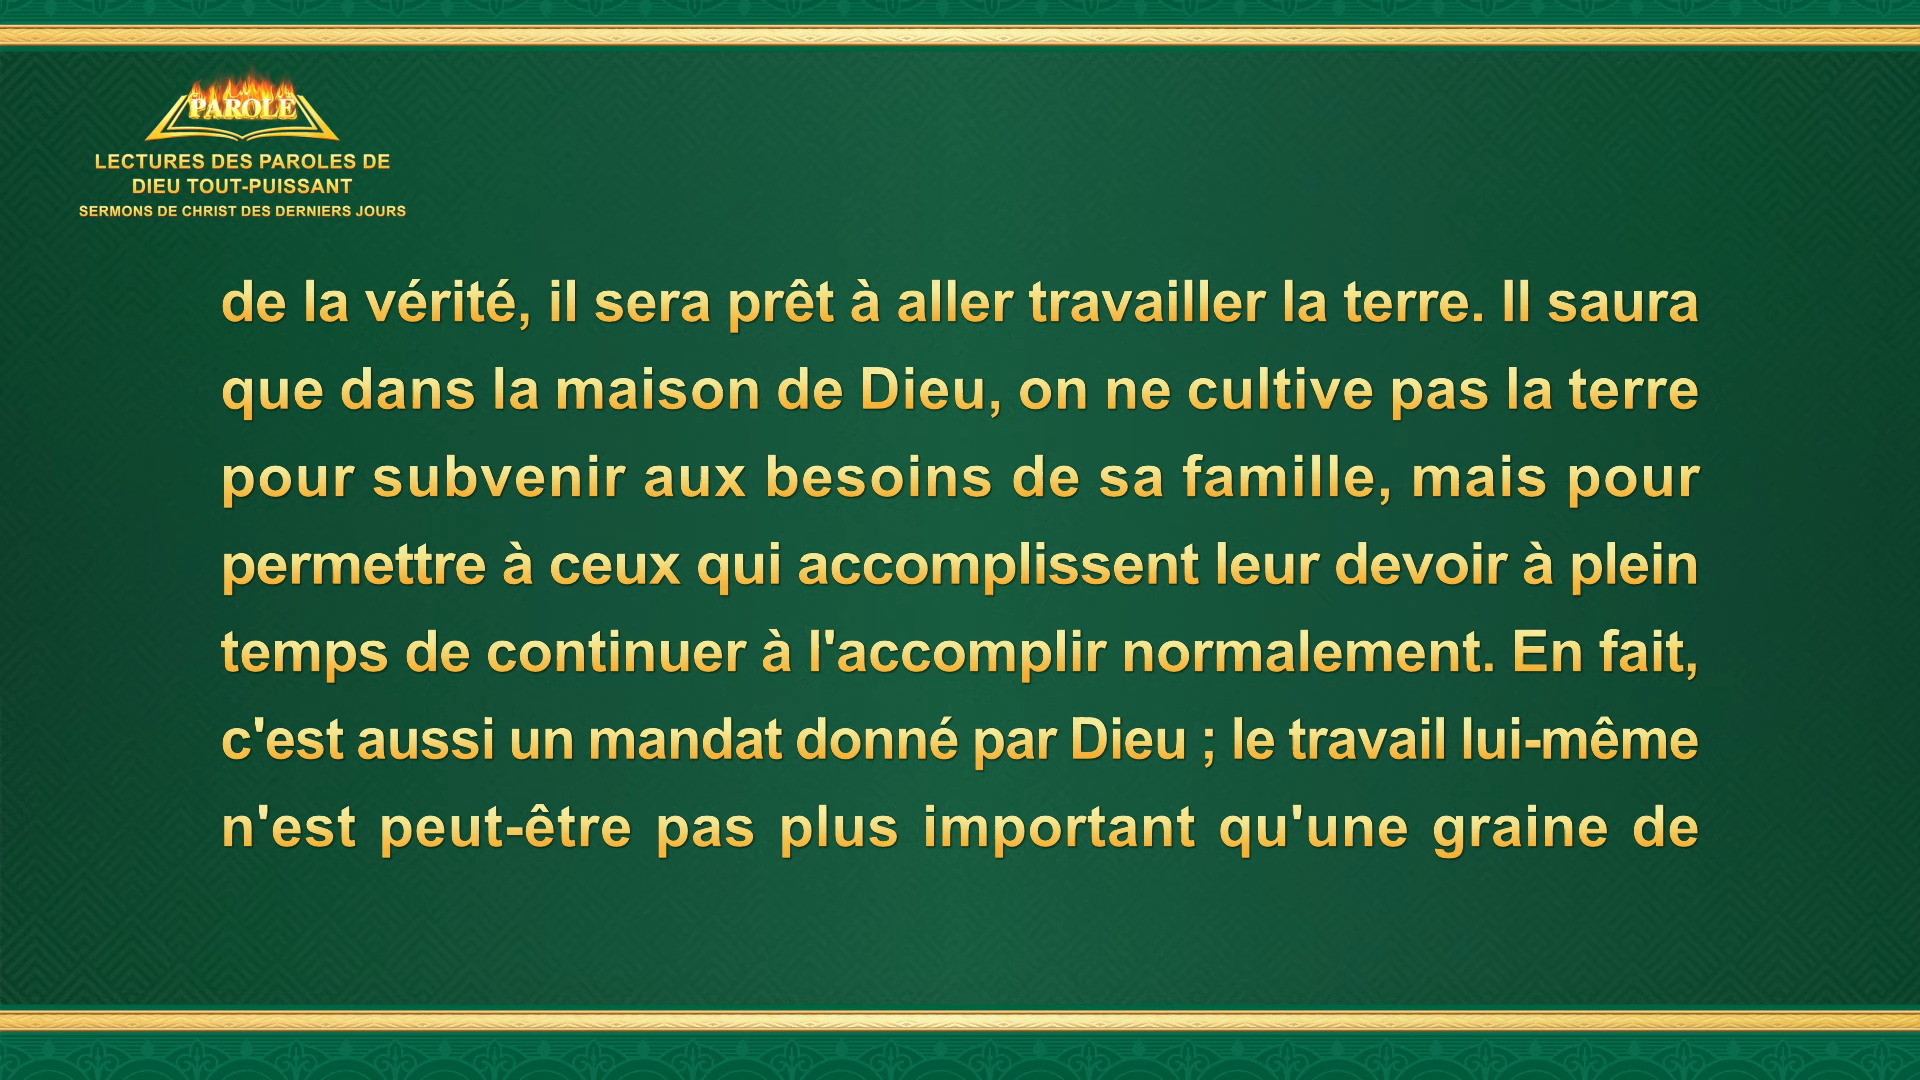 PAROLE
LECTURES DES PAROLES DE
DIEU TOUT-PUISSANT
SERMONS DE CHRIST DES DERNIERS JOURS
de la vérité, il sera prêt à aller travailler la terre. Il saura
que dans la maison de Dieu, on ne cultive pas la terre
pour subvenir aux besoins de sa famille, mais pour
permettre à ceux qui accomplissent leur devoir à plein
temps de continuer à l'accomplir normalement. En fait,
c'est aussi un mandat donné par Dieu ; le travail lui-même
n'est peut-être pas plus important qu'une graine de